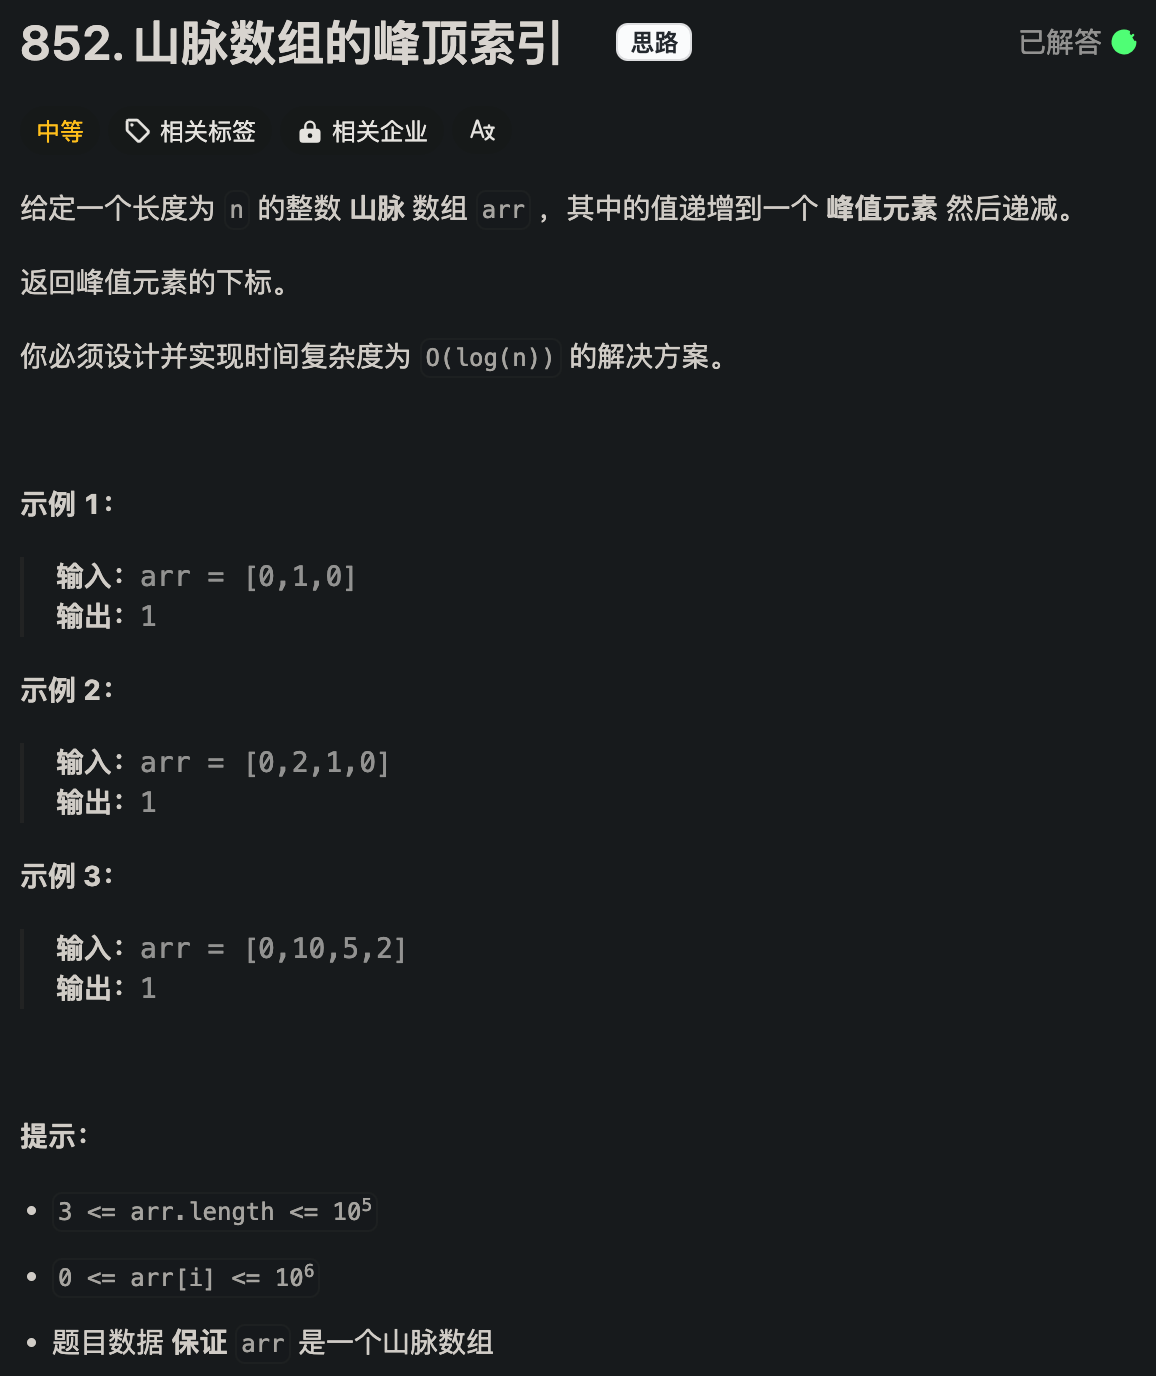 852. 山脉数组的峰顶索引 思路 已解答
中等 相关标签 相关企业 A文
给定一个长度为 n 的整数 山脉 数组 arr ，其中的值递增到一个 峰值元素 然后递减。
返回峰值元素的下标。
你必须设计并实现时间复杂度为 O(log(n)) 的解决方案。
示例 1：
输入：arr = [0,1,0]
输出：1
示例 2：
输入：arr = [0,2,1,0]
输出：1
示例 3：
输入：arr = [0,10,5,2]
输出：1
提示：
• 3 <= arr.length <= 10⁵
• 0 <= arr[i] <= 10⁶
• 题目数据 保证 arr 是一个山脉数组